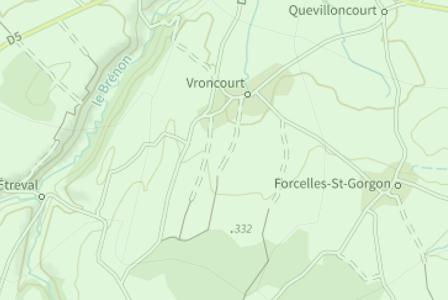 Quevilloncourt
D5
le Brénon
Vroncourt
Étreval
Forcelles-St-Gorgon
.332